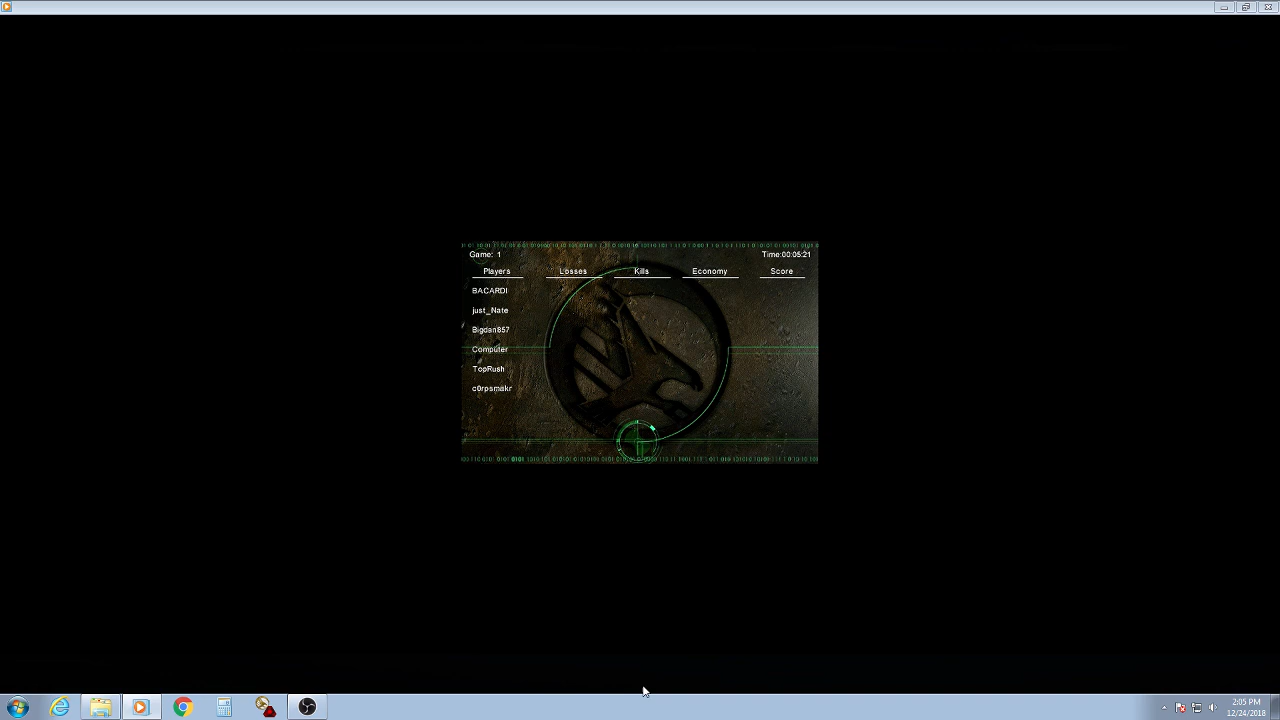 Game: 1 Time:00:05:21
Players Losses Kills Economy Score
BACARDI
just_Nate
Bigdan857
Computer
TopRush
c0rpsmakr
2:05 PM
12/24/2018